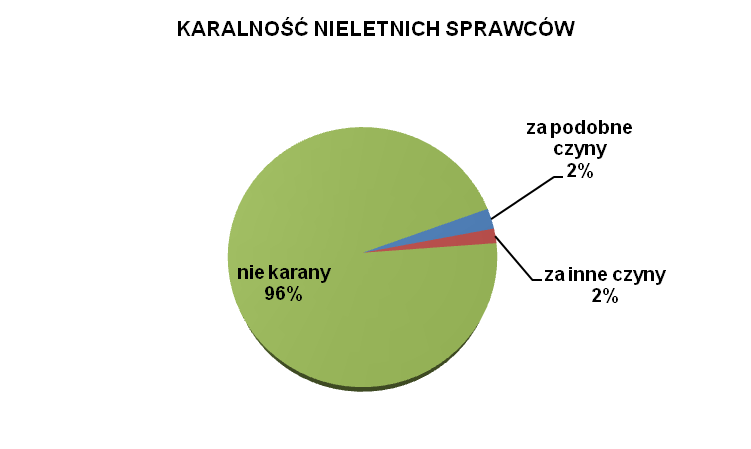 KARALNOŚĆ NIELETNICH SPRAWCÓW
za podobne
czyny
2%
nie karany
96%
za inne czyny
2%